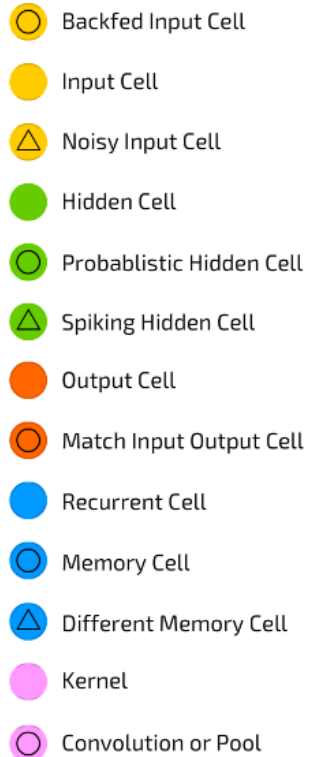 Backfed Input Cell
Input Cell
Noisy Input Cell
Hidden Cell
Probablistic Hidden Cell
Spiking Hidden Cell
Output Cell
Match Input Output Cell
Recurrent Cell
Memory Cell
Different Memory Cell
Kernel
Convolution or Pool